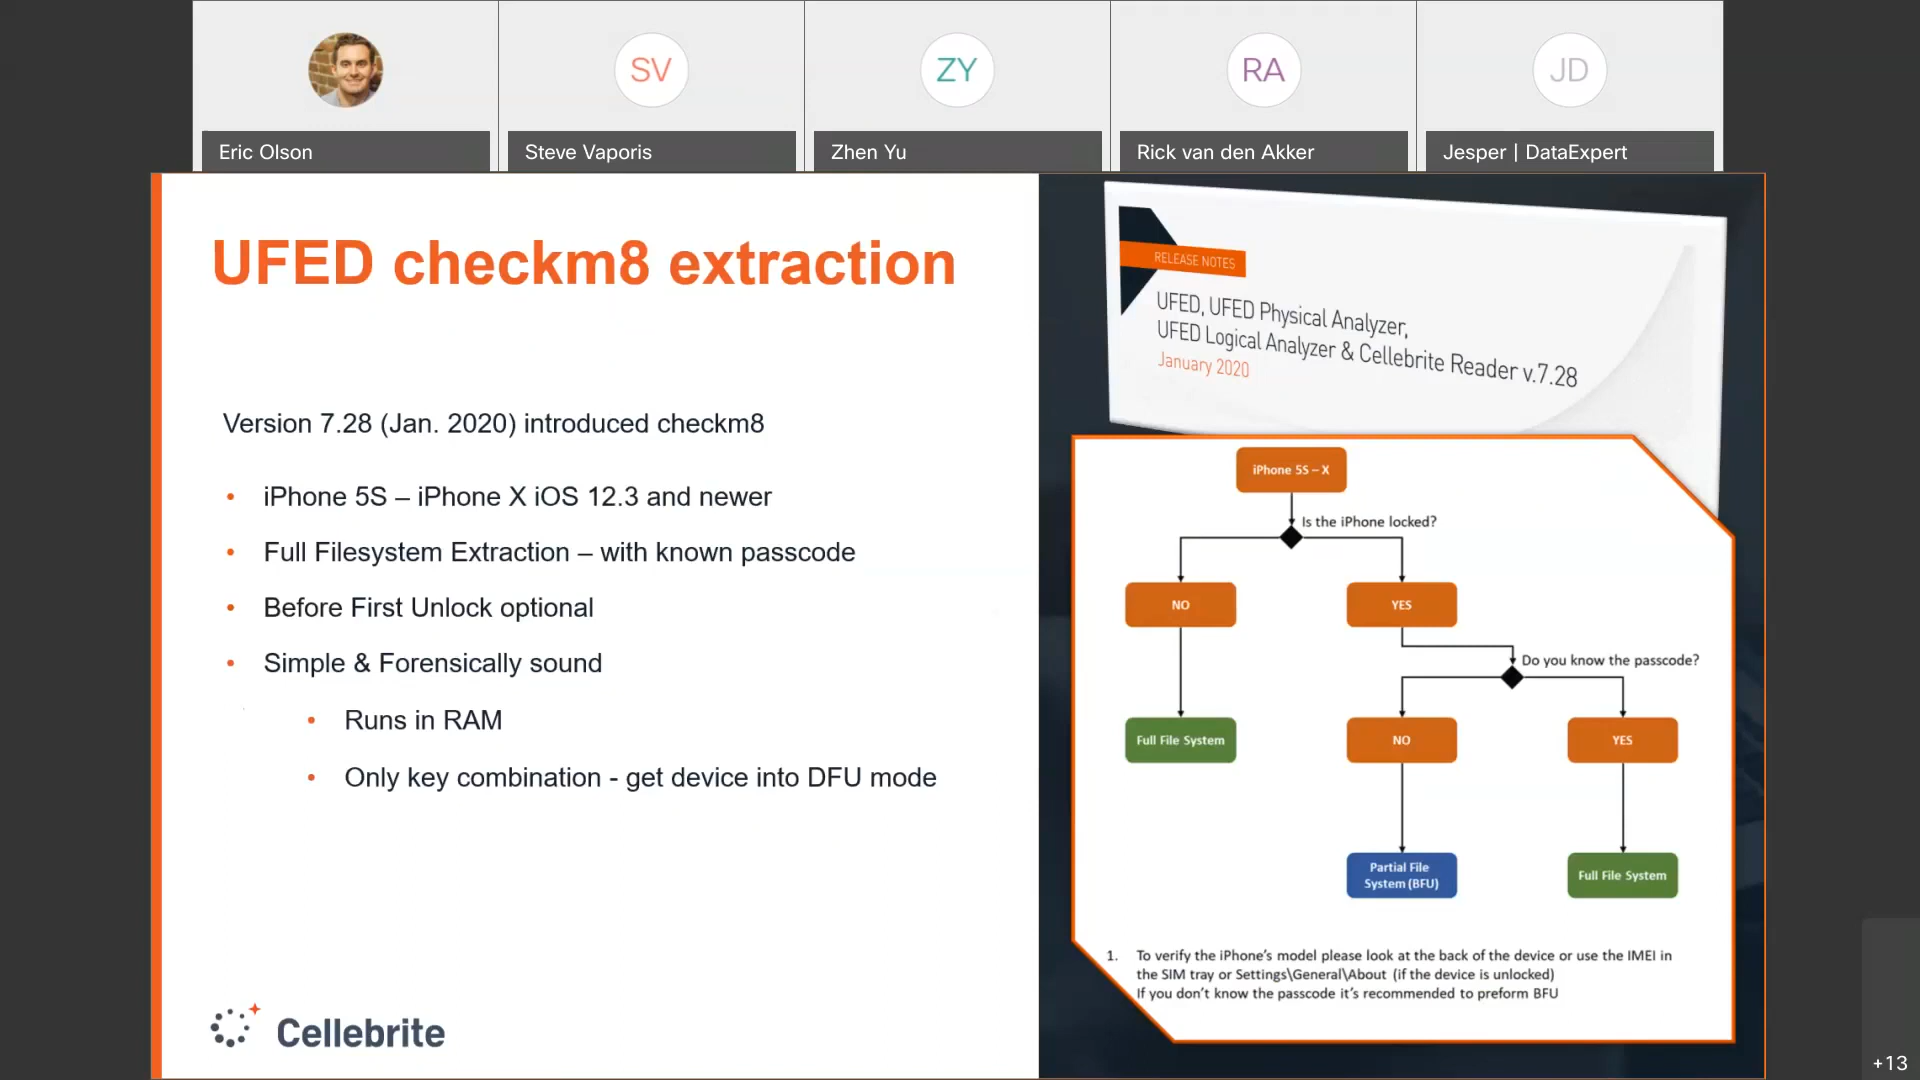 SV
ZY
RA
JD
Eric Olson
Steve Vaporis
Zhen Yu
Rick van den Akker
Jesper | DataExpert
UFED checkm8 extraction
Version 7.28 (Jan. 2020) introduced checkm8
• iPhone 5S – iPhone X iOS 12.3 and newer
• Full Filesystem Extraction – with known passcode
• Before First Unlock optional
• Simple & Forensically sound
• Runs in RAM
• Only key combination - get device into DFU mode
Cellebrite
RELEASE NOTES
UFED, UFED Physical Analyzer,
UFED Logical Analyzer & Cellebrite Reader v.7.28
January 2020
iPhone 5S – X
Is the iPhone locked?
NO
YES
Do you know the passcode?
Full File System
NO
YES
Partial File
System (BFU)
Full File System
1. To verify the iPhone's model please look at the back of the device or use the IMEI in
the SIM tray or Settings\General\About (if the device is unlocked)
If you don't know the passcode it's recommended to preform BFU
+13